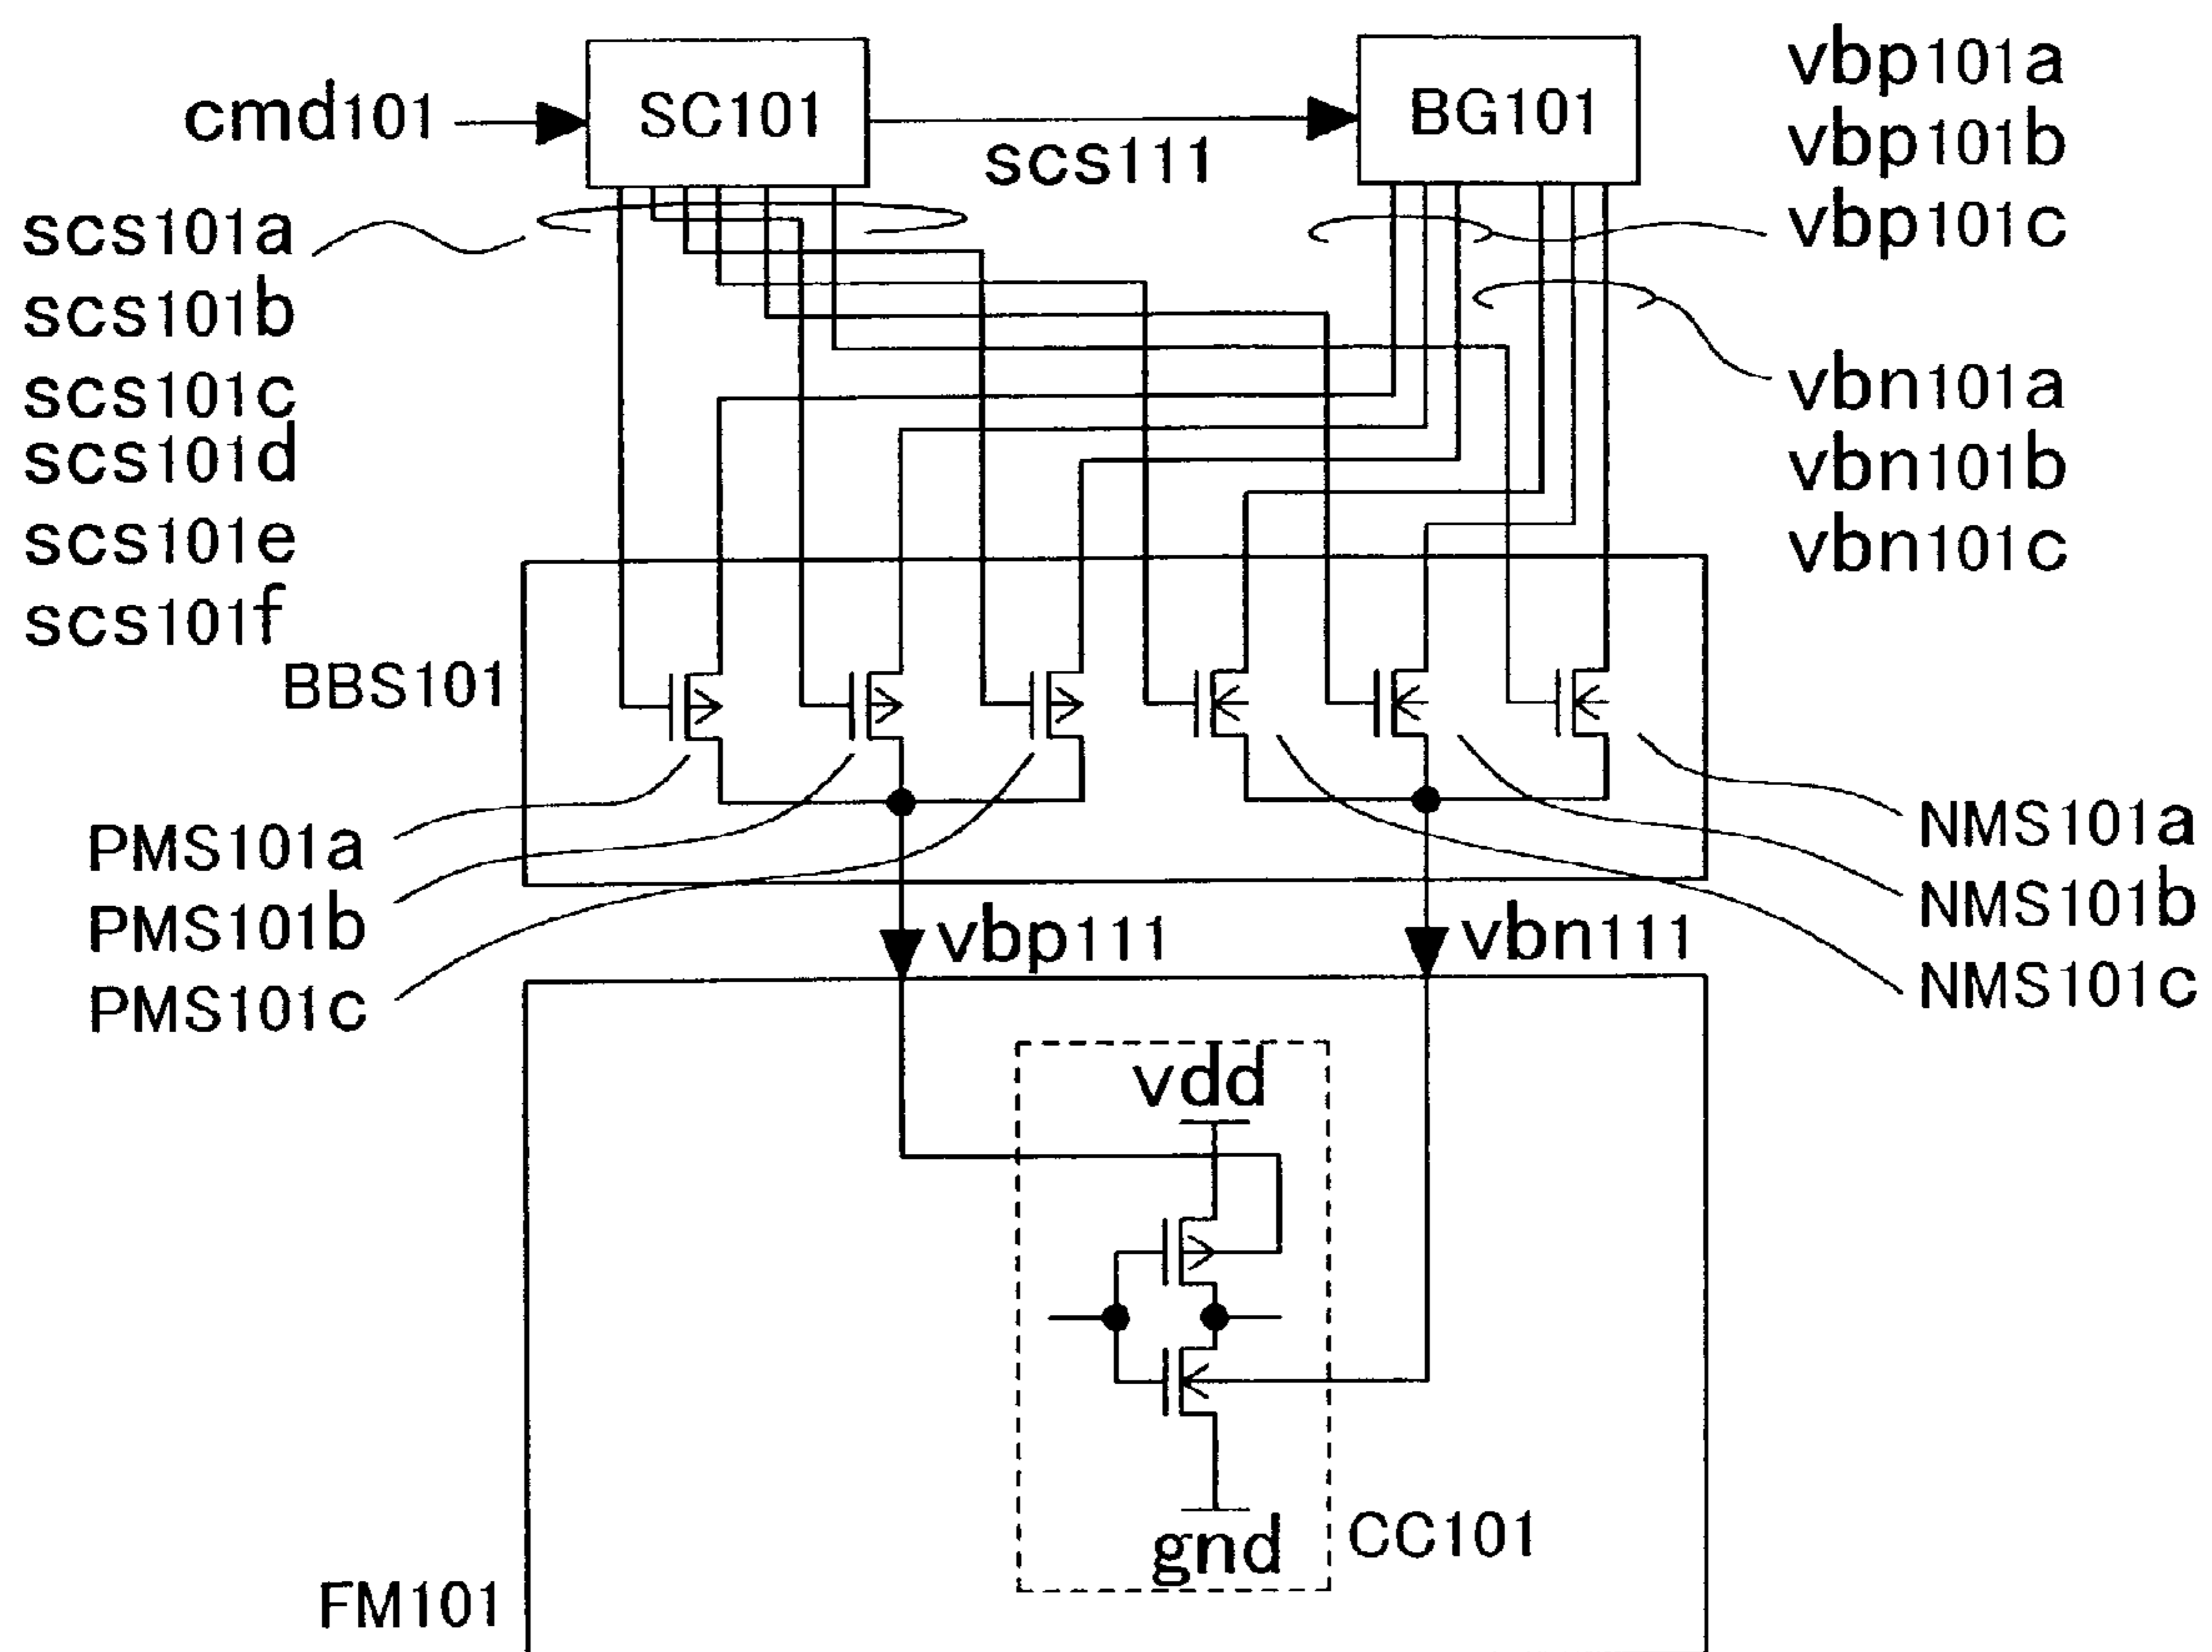 cmd101
SC101
scs111
BG101
vbp101a
vbp101b
vbp101c
scs101a
scs101b
scs101c
scs101d
scs101e
scs101f
vbn101a
vbn101b
vbn101c
BBS101
PMS101a
PMS101b
PMS101c
NMS101a
NMS101b
NMS101c
vbp111
vbn111
vdd
gnd
CC101
FM101